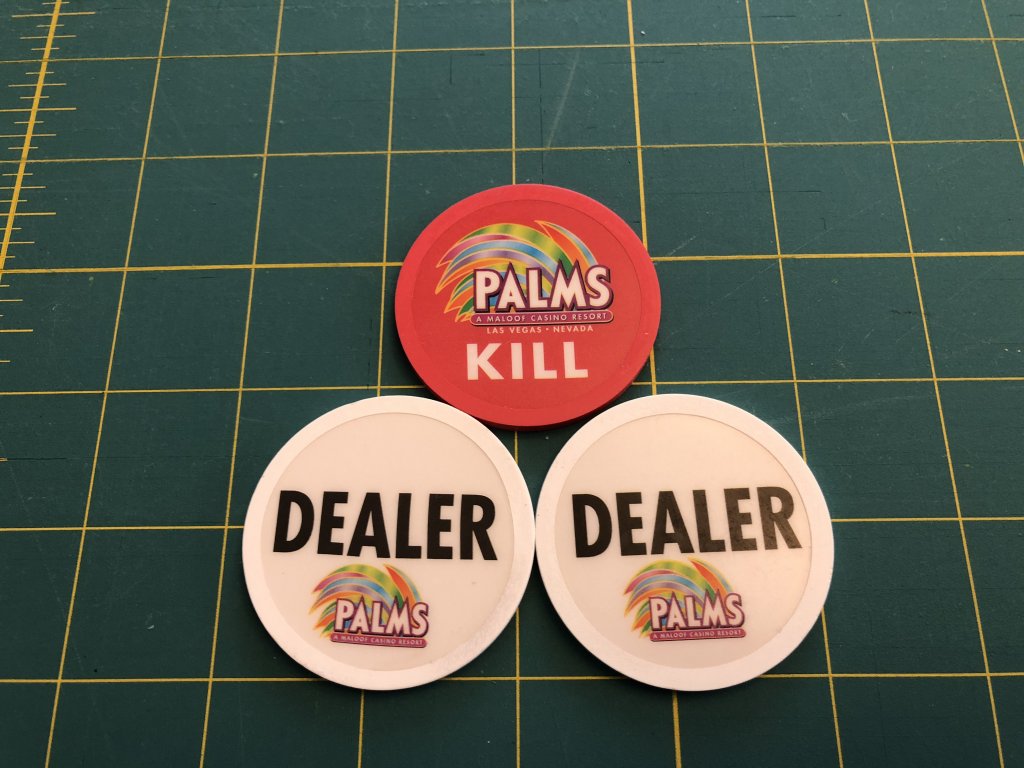 PALMS
A MALOOF CASINO RESORT
LAS VEGAS • NEVADA
KILL
DEALER
PALMS
A MALOOF CASINO RESORT
DEALER
PALMS
A MALOOF CASINO RESORT